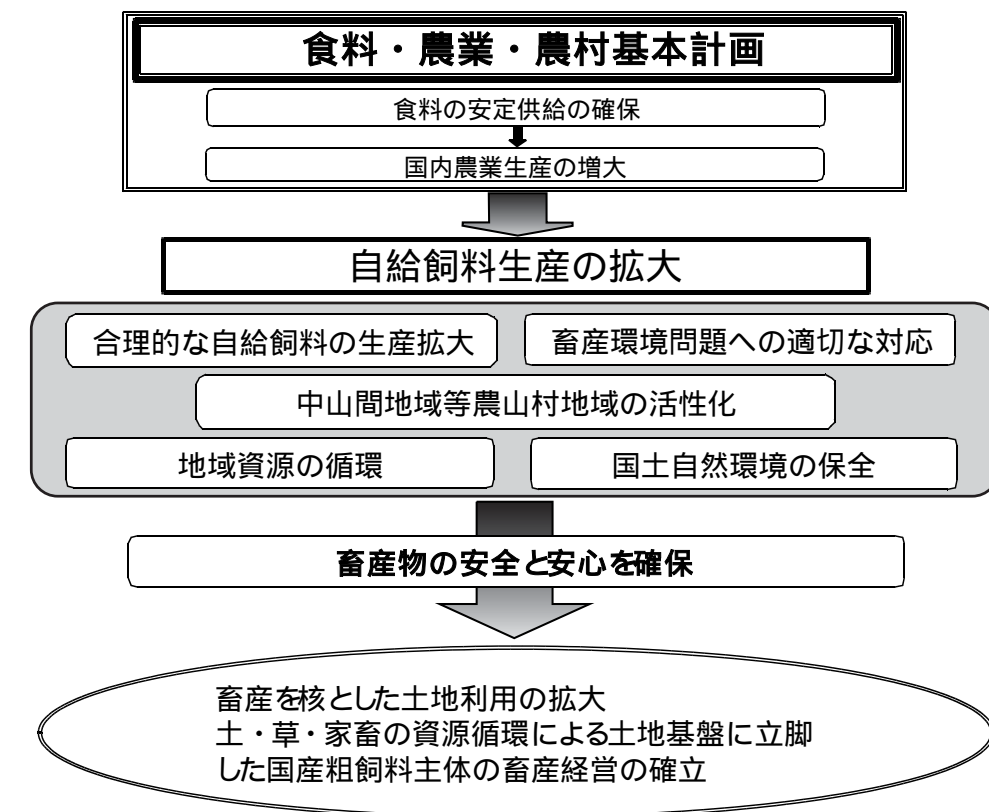 食料・農業・農村基本計画
食料の安定供給の確保
国内農業生産の増大
自給飼料生産の拡大
合理的な自給飼料の生産拡大
畜産環境問題への適切な対応
中山間地域等農山村地域の活性化
地域資源の循環
国土自然環境の保全
畜産物の安全と安心を確保
畜産を核とした土地利用の拡大
土・草・家畜の資源循環による土地基盤に立脚
した国産粗飼料主体の畜産経営の確立